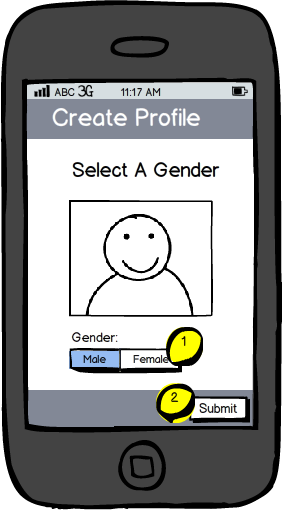 ABC 3G 11:17 AM
Create Profile
Select A Gender
Gender:
1
Male Female
2
Submit